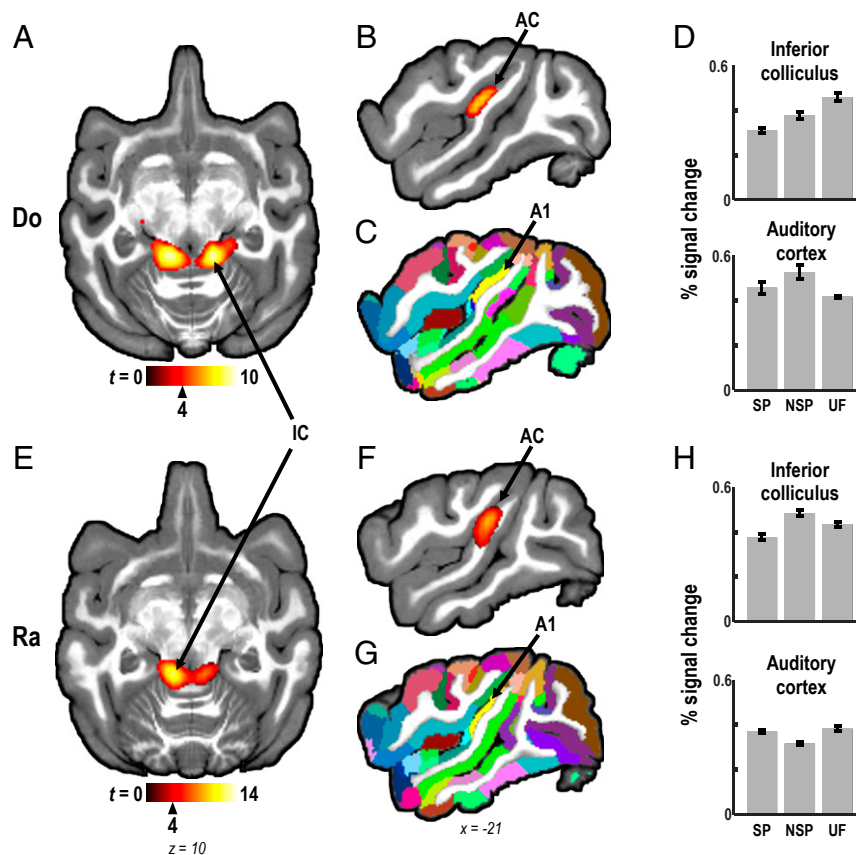 A
B
AC
D
Inferior
colliculus
0.6
0
Do
C
A1
% signal change
Auditory
cortex
0.6
0
SP NSP UF
t = 0 10
4
IC
E
F
AC
H
Inferior
colliculus
0.6
0
Ra
G
A1
% signal change
Auditory
cortex
0.6
0
SP NSP UF
t = 0 14
4
z = 10
x = -21